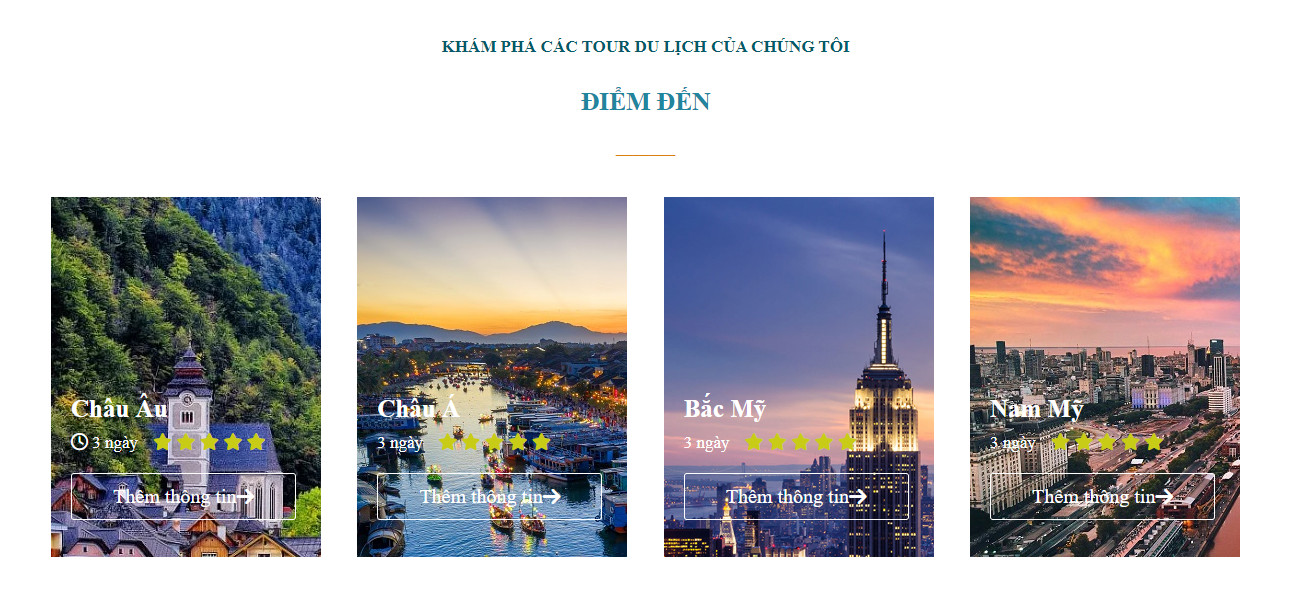 KHÁM PHÁ CÁC TOUR DU LỊCH CỦA CHÚNG TÔI
ĐIỂM ĐẾN
Châu Âu
3 ngày
Thêm thông tin
Châu Á
3 ngày
Thêm thông tin
Bắc Mỹ
3 ngày
Thêm thông tin
Nam Mỹ
3 ngày
Thêm thông tin